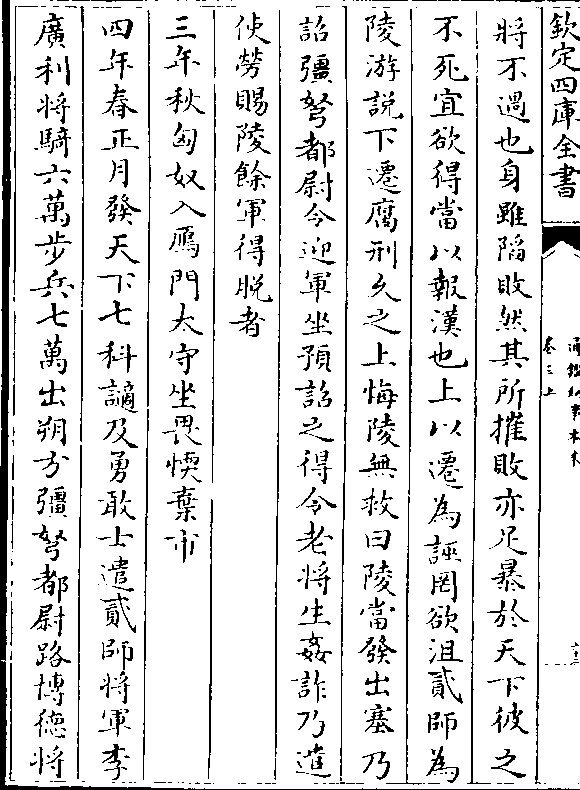 欽定四庫全書
通鑑紀事本末
卷三上
將不過也身雖陷敗然其所摧敗亦足暴於天下彼之
不死宜欲得當以報漢也上以遷為誣罔欲沮貳師為
陵游說下遷腐刑久之上悔陵無救曰陵當發出塞乃
詔彊弩都尉令迎軍坐預詔之得令老將生姦詐乃遣
使勞賜陵餘軍得脫者
三年秋匈奴入鴈門太守坐畏愞棄市
四年春正月發天下七科讁及勇敢士遣貳師將軍李
廣利將騎六萬步兵七萬出朔方彊弩都尉路博德將